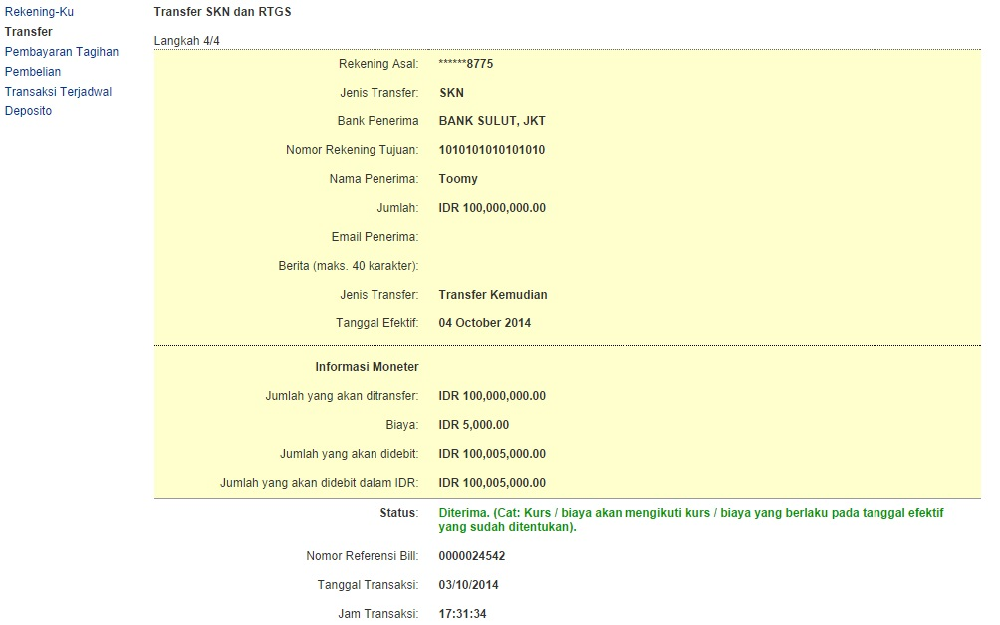 Rekening-Ku
Transfer
Pembayaran Tagihan
Pembelian
Transaksi Terjadwal
Deposito
Transfer SKN dan RTGS
Langkah 4/4
Rekening Asal: ******8775
Jenis Transfer: SKN
Bank Penerima BANK SULUT, JKT
Nomor Rekening Tujuan: 1010101010101010
Nama Penerima: Toomy
Jumlah: IDR 100,000,000.00
Email Penerima:
Berita (maks. 40 karakter):
Jenis Transfer: Transfer Kemudian
Tanggal Efektif: 04 October 2014
Informasi Moneter
Jumlah yang akan ditransfer: IDR 100,000,000.00
Biaya: IDR 5,000.00
Jumlah yang akan didebit: IDR 100,005,000.00
Jumlah yang akan didebit dalam IDR: IDR 100,005,000.00
Status: Diterima. (Cat: Kurs / biaya akan mengikuti kurs / biaya yang berlaku pada tanggal efektif
yang sudah ditentukan).
Nomor Referensi Bill: 0000024542
Tanggal Transaksi: 03/10/2014
Jam Transaksi: 17:31:34